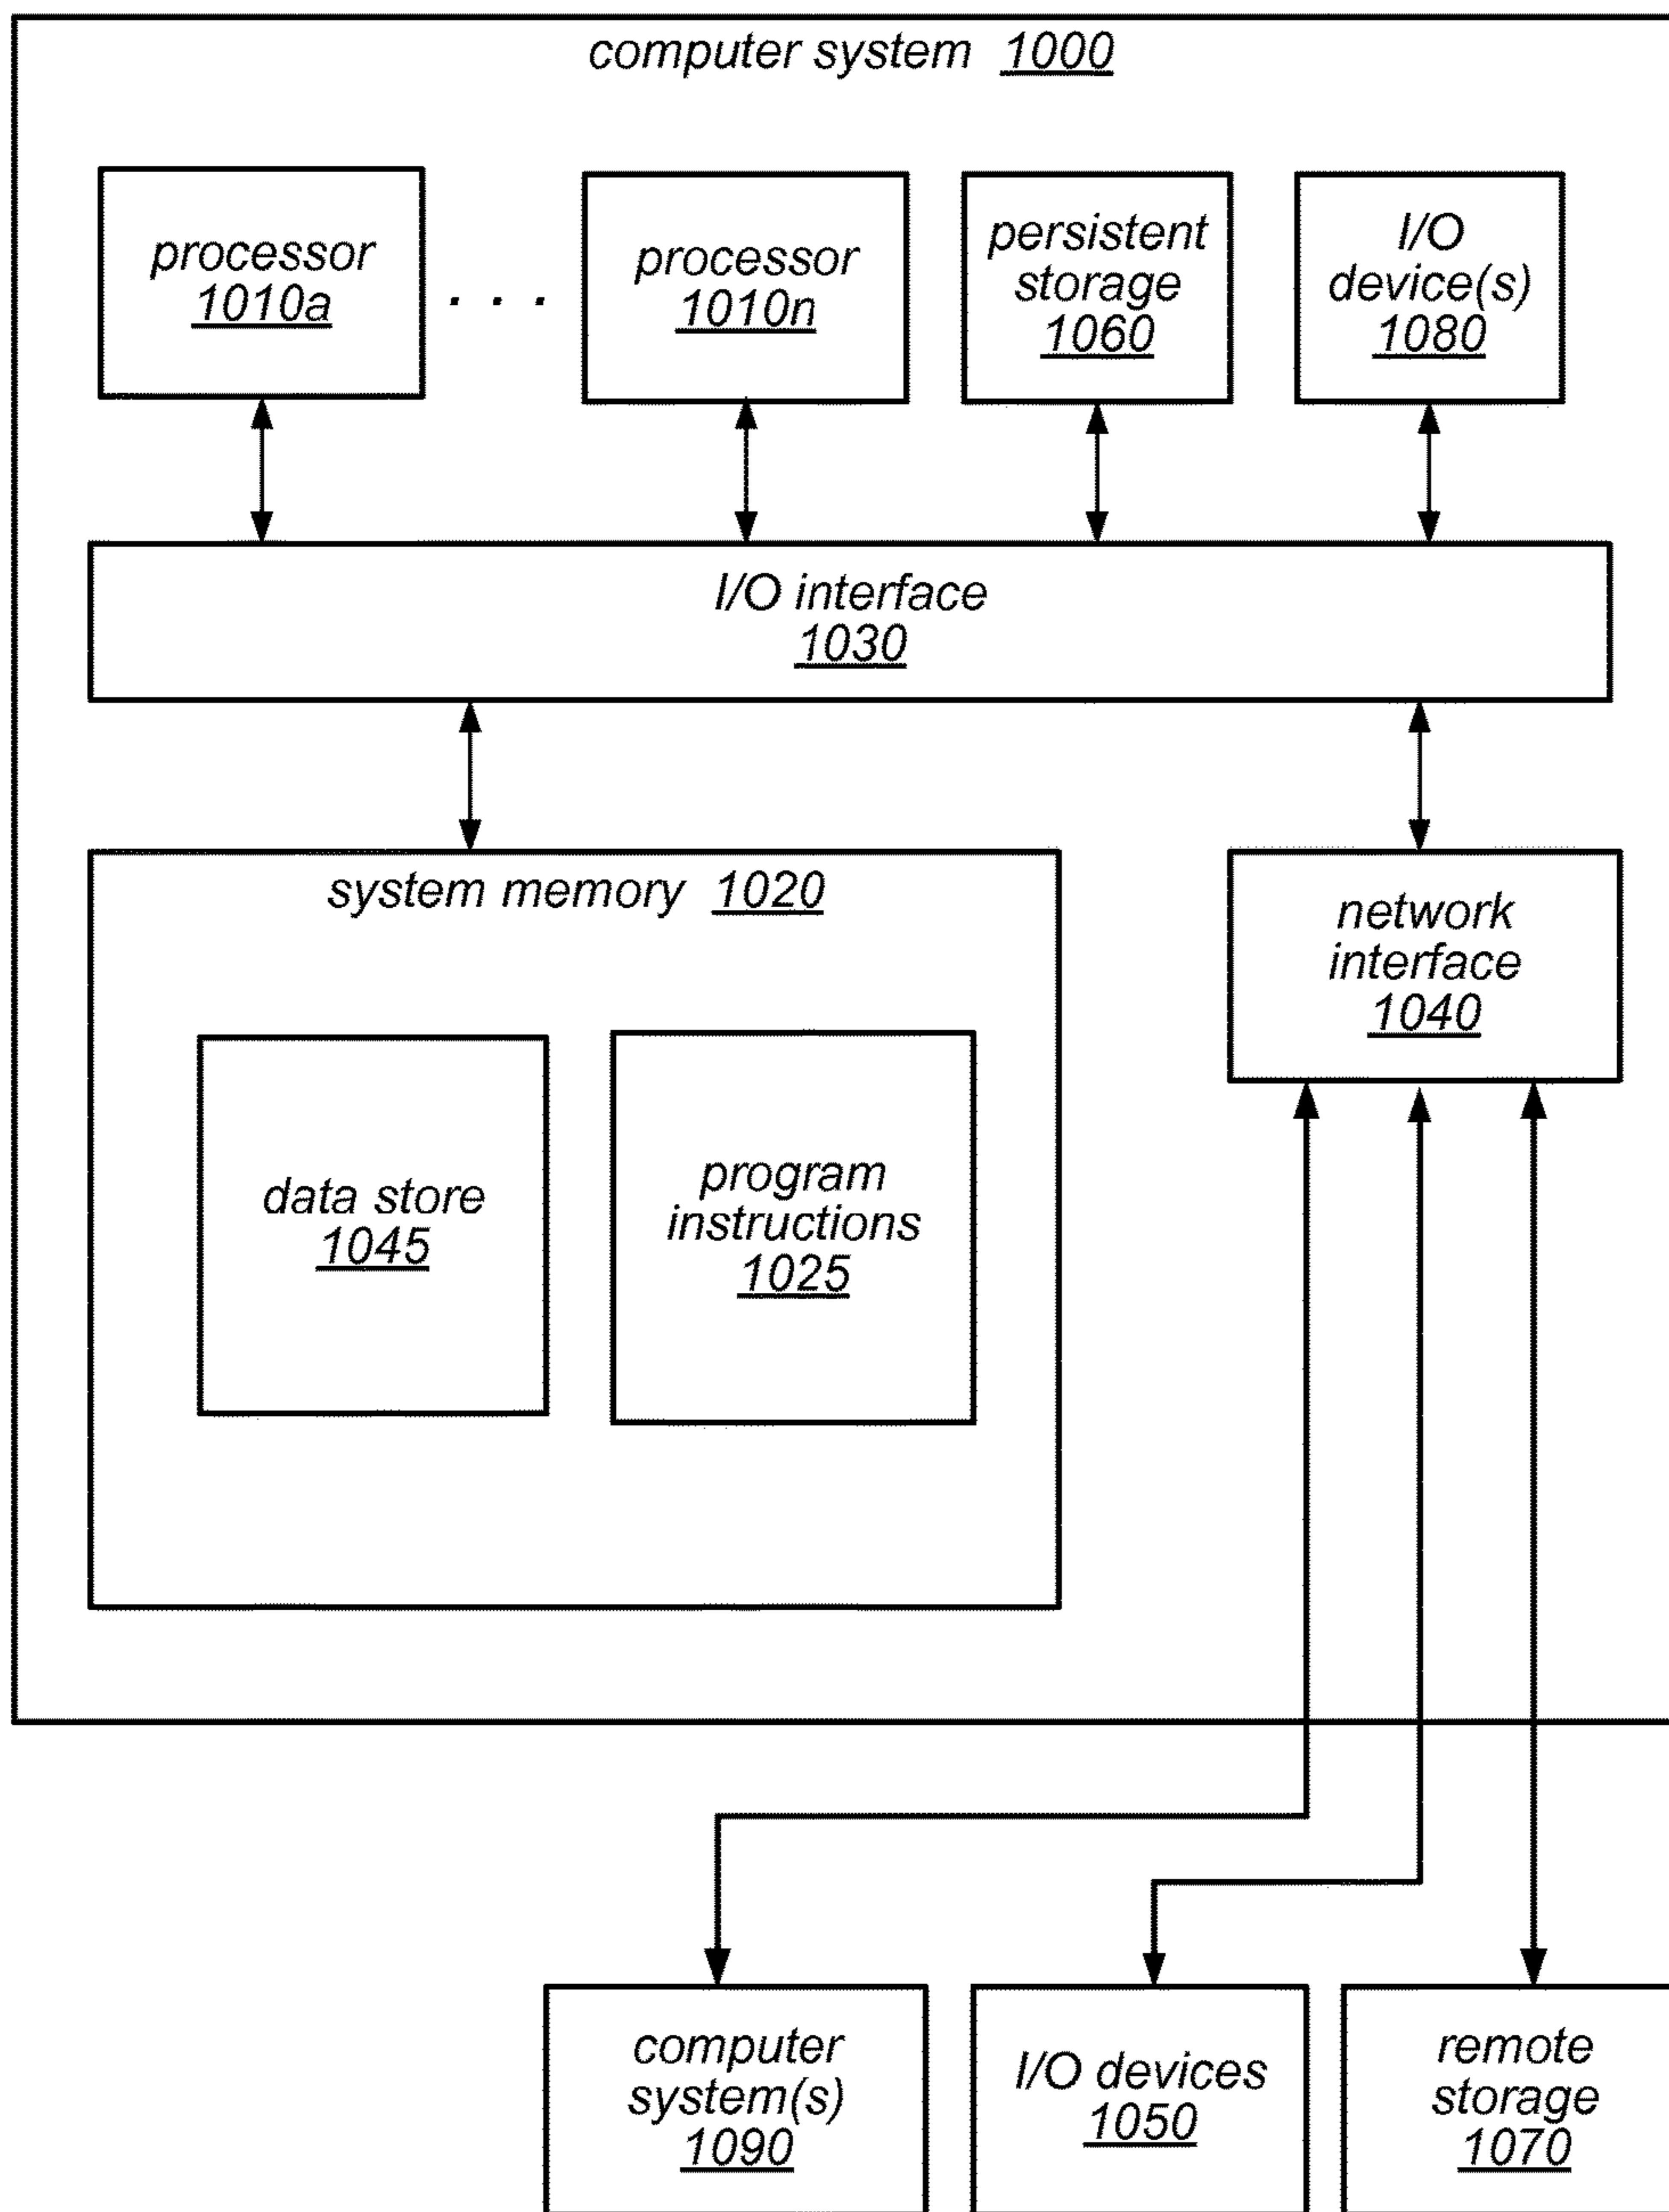 computer system 1000
processor
1010a
. . .
processor
1010n
persistent
storage
1060
I/O
device(s)
1080
I/O interface
1030
system memory 1020
data store
1045
program
instructions
1025
network
interface
1040
computer
system(s)
1090
I/O devices
1050
remote
storage
1070